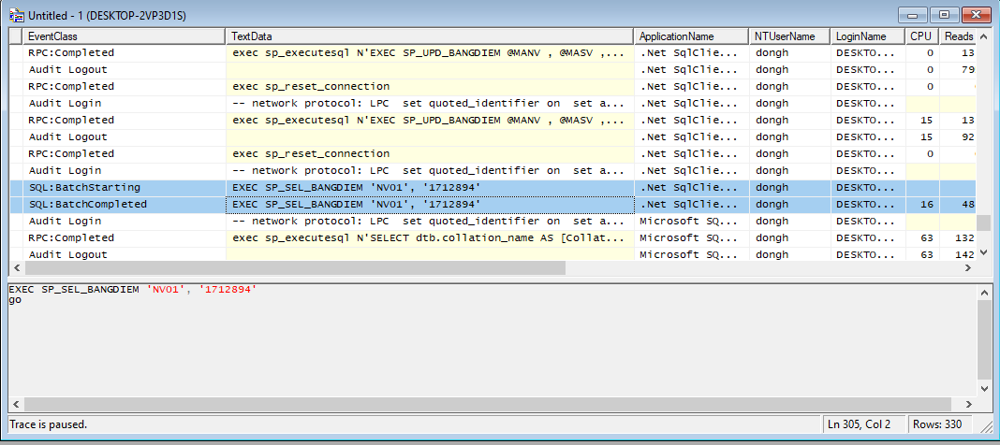 Untitled - 1 (DESKTOP-2VP3D1S)
EventClass TextData ApplicationName NTUserName LoginName CPU Reads
RPC:Completed exec sp_executesql N'EXEC SP_UPD_BANGDIEM @MANV , @MASV ,... .Net SqlClie... dongh DESKTO... 0 13
Audit Logout .Net SqlClie... dongh DESKTO... 0 79
RPC:Completed exec sp_reset_connection .Net SqlClie... dongh DESKTO... 0
Audit Login -- network protocol: LPC set quoted_identifier on set a... .Net SqlClie... dongh DESKTO...
RPC:Completed exec sp_executesql N'EXEC SP_UPD_BANGDIEM @MANV , @MASV ,... .Net SqlClie... dongh DESKTO... 15 13
Audit Logout .Net SqlClie... dongh DESKTO... 15 92
RPC:Completed exec sp_reset_connection .Net SqlClie... dongh DESKTO... 0
Audit Login -- network protocol: LPC set quoted_identifier on set a... .Net SqlClie... dongh DESKTO...
SQL:BatchStarting EXEC SP_SEL_BANGDIEM 'NV01', '1712894' .Net SqlClie... dongh DESKTO...
SQL:BatchCompleted EXEC SP_SEL_BANGDIEM 'NV01', '1712894' .Net SqlClie... dongh DESKTO... 16 48
Audit Login -- network protocol: LPC set quoted_identifier on set a... Microsoft SQ... dongh DESKTO...
RPC:Completed exec sp_executesql N'SELECT dtb.collation_name AS [Collat... Microsoft SQ... dongh DESKTO... 63 132
Audit Logout Microsoft SQ... dongh DESKTO... 63 142
EXEC SP_SEL_BANGDIEM 'NV01', '1712894'
go
Trace is paused. Ln 305, Col 2 Rows: 330